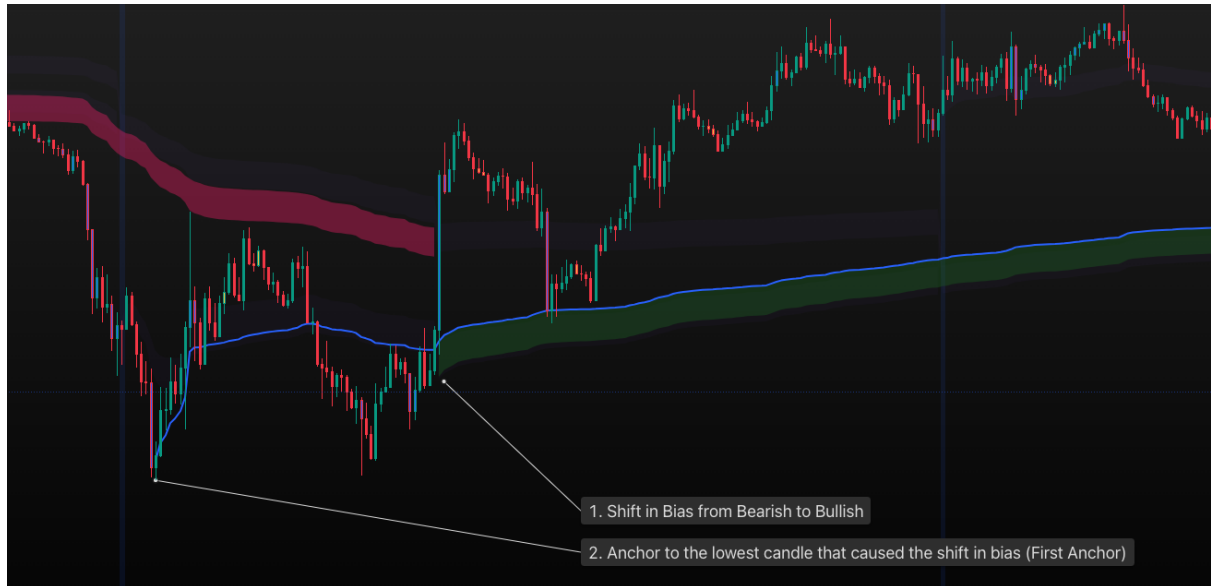 1. Shift in Bias from Bearish to Bullish
2. Anchor to the lowest candle that caused the shift in bias (First Anchor)